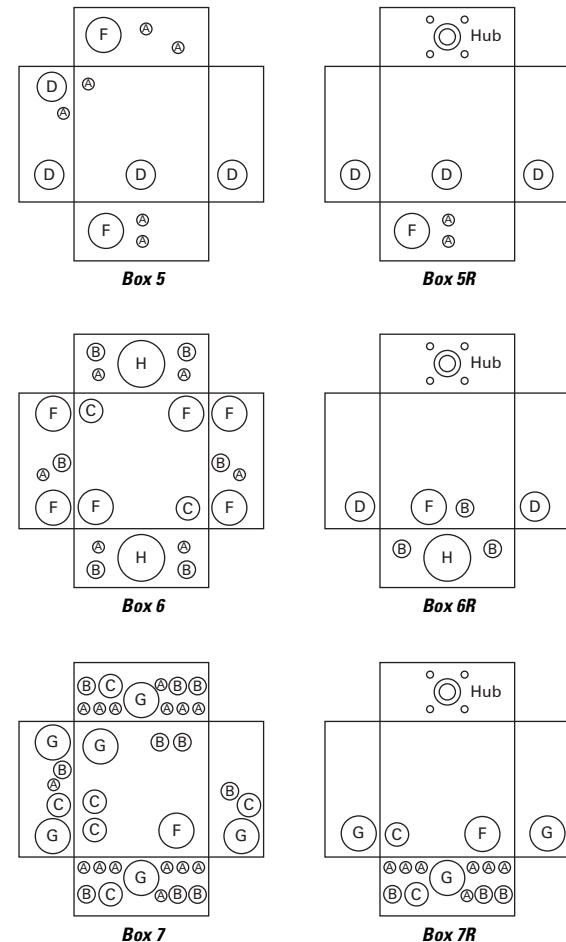 F A
A
D A
A
D D D
F A
A
Box 5
Hub
D D D
F A
A
Box 5R
B H B
A A
F C F F
B B
A A
F F C F
A H A
B B
Box 6
Hub
D F B D
B H B
Box 6R
B C G A B B
A A A A A A
G G B B
B
A B
C C C
G C F G
A A A G A A A
B C A B B
Box 7
Hub
G C F G
A A A G A A A
B C A B B
Box 7R